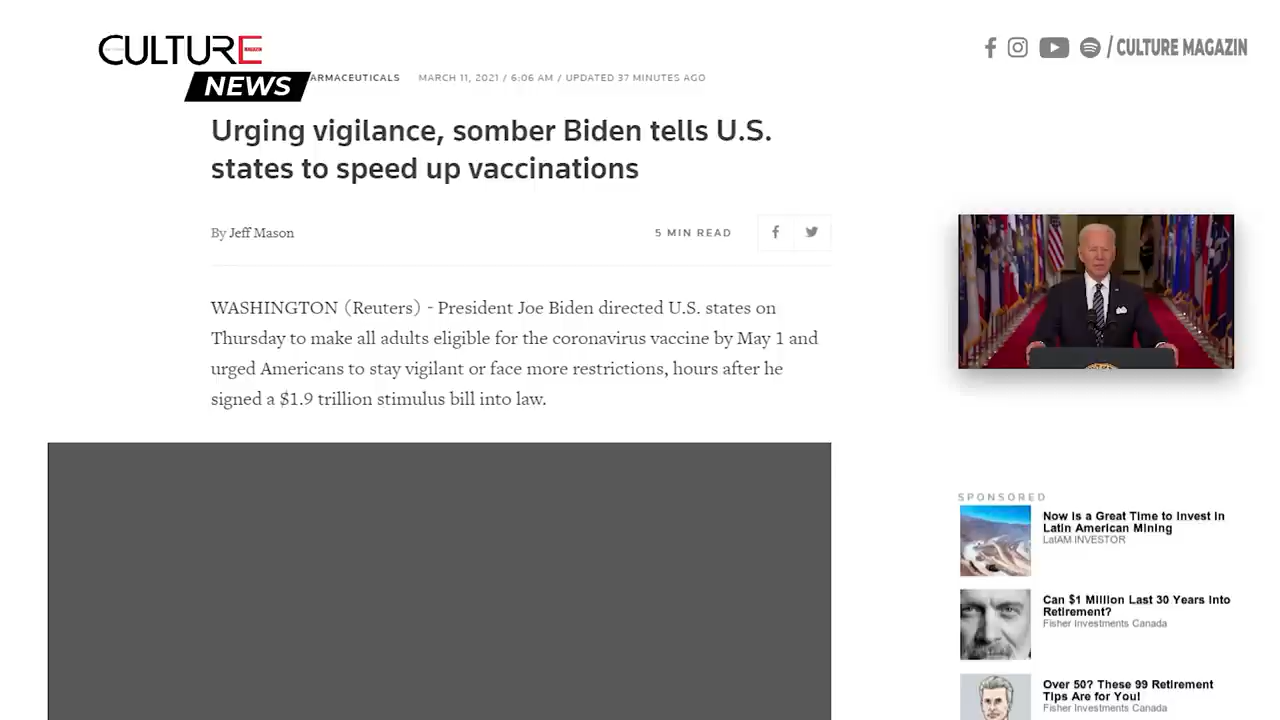 CULTURE
NEWS
ARMACEUTICALS MARCH 11, 2021 / 6:06 AM / UPDATED 37 MINUTES AGO
/ CULTURE MAGAZIN
Urging vigilance, somber Biden tells U.S.
states to speed up vaccinations
By Jeff Mason
5 MIN READ
WASHINGTON (Reuters) - President Joe Biden directed U.S. states on
Thursday to make all adults eligible for the coronavirus vaccine by May 1 and
urged Americans to stay vigilant or face more restrictions, hours after he
signed a $1.9 trillion stimulus bill into law.
SPONSORED
Now is a Great Time to Invest in
Latin American Mining
LatAM INVESTOR
Can $1 Million Last 30 Years Into
Retirement?
Fisher Investments Canada
Over 50? These 99 Retirement
Tips Are for You!
Fisher Investments Canada